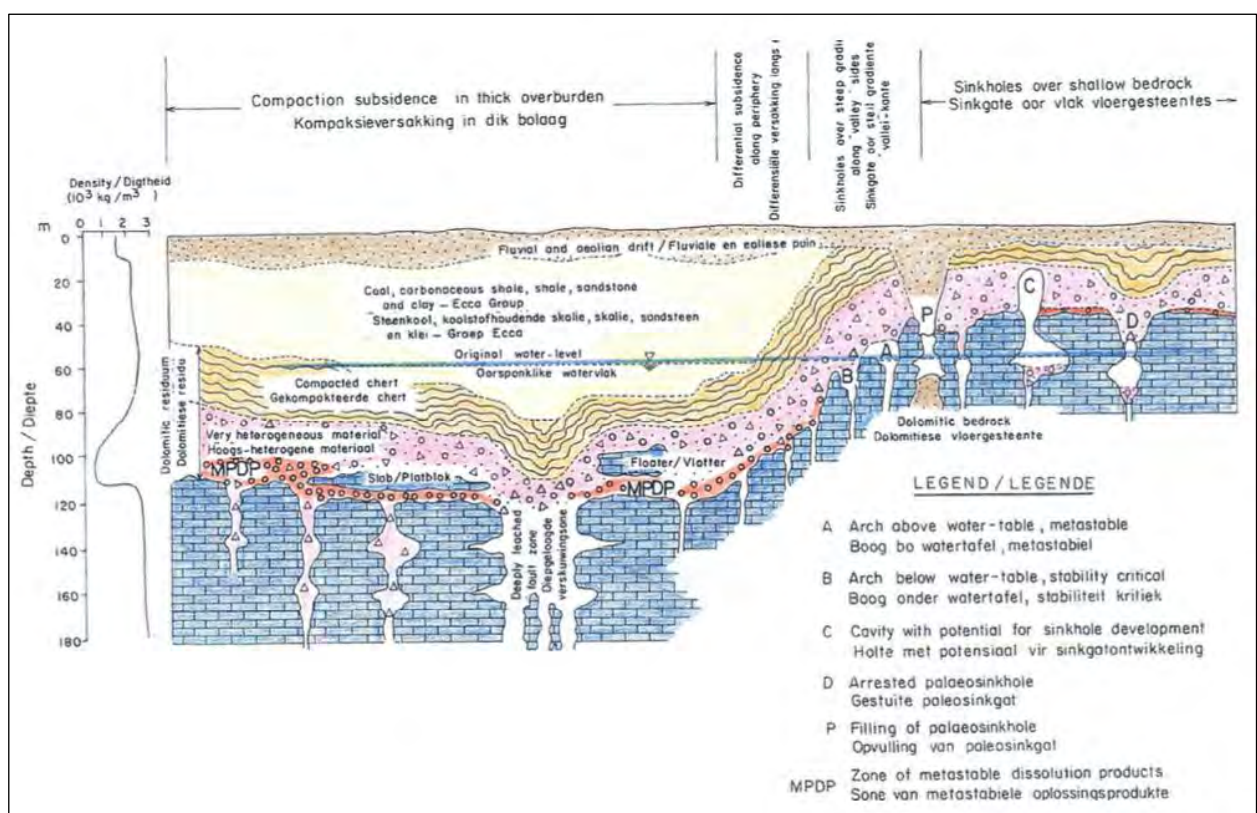 Compaction subsidence in thick overburden
Kompaksieversakking in dik bolaag
Differential subsidence
along periphery
Differensiële versakking langs
Sinkholes over steep gradi
along valley sides
Sinkgate oor steil gradiente
vallei-kante
Sinkholes over shallow bedrock
Sinkgate oor vlak vloergesteentes
Density/Digtheid
(10³ kg/m³)
m 0 1 2 3
0
20
40
60
80
100
120
140
160
180
Depth / Diepte
Fluvial and aeolian drift/Fluviale en eoliese puin
Coal, carbonaceous shale, shale, sandstone
and clay – Ecca Group
Steenkool, koolstofhoudende skalie, skalie, sandsteen
en klei – Groep Ecca
Original water-level
Oorsponklike watervlak
Dolomitic residuum
Dolomitiese residu
Compacted chert
Gekompakteerde chert
Very heterogeneous material
Hoogs-heterogene materiaal
MPDP
Slab/Platblok
Floater/Vlotter
MPDP
Deeply leached
fault zone
Diepgeloogde
verskuiwingsone
A
B
P
C
D
Dolomitic bedrock
Dolomitiese vloergesteente
LEGEND / LEGENDE
A Arch above water-table, metastable
Boog bo watertafel, metastabiel
B Arch below water-table, stability critical
Boog onder watertafel, stabiliteit kritiek
C Cavity with potential for sinkhole development
Holte met potensiaal vir sinkgatontwikkeling
D Arrested palaeosinkhole
Gestuite paleosinkgat
P Filling of palaeosinkhole
Opvulling van paleosinkgat
MPDP Zone of metastable dissolution products
Sone van metastabiele oplossingsprodukte